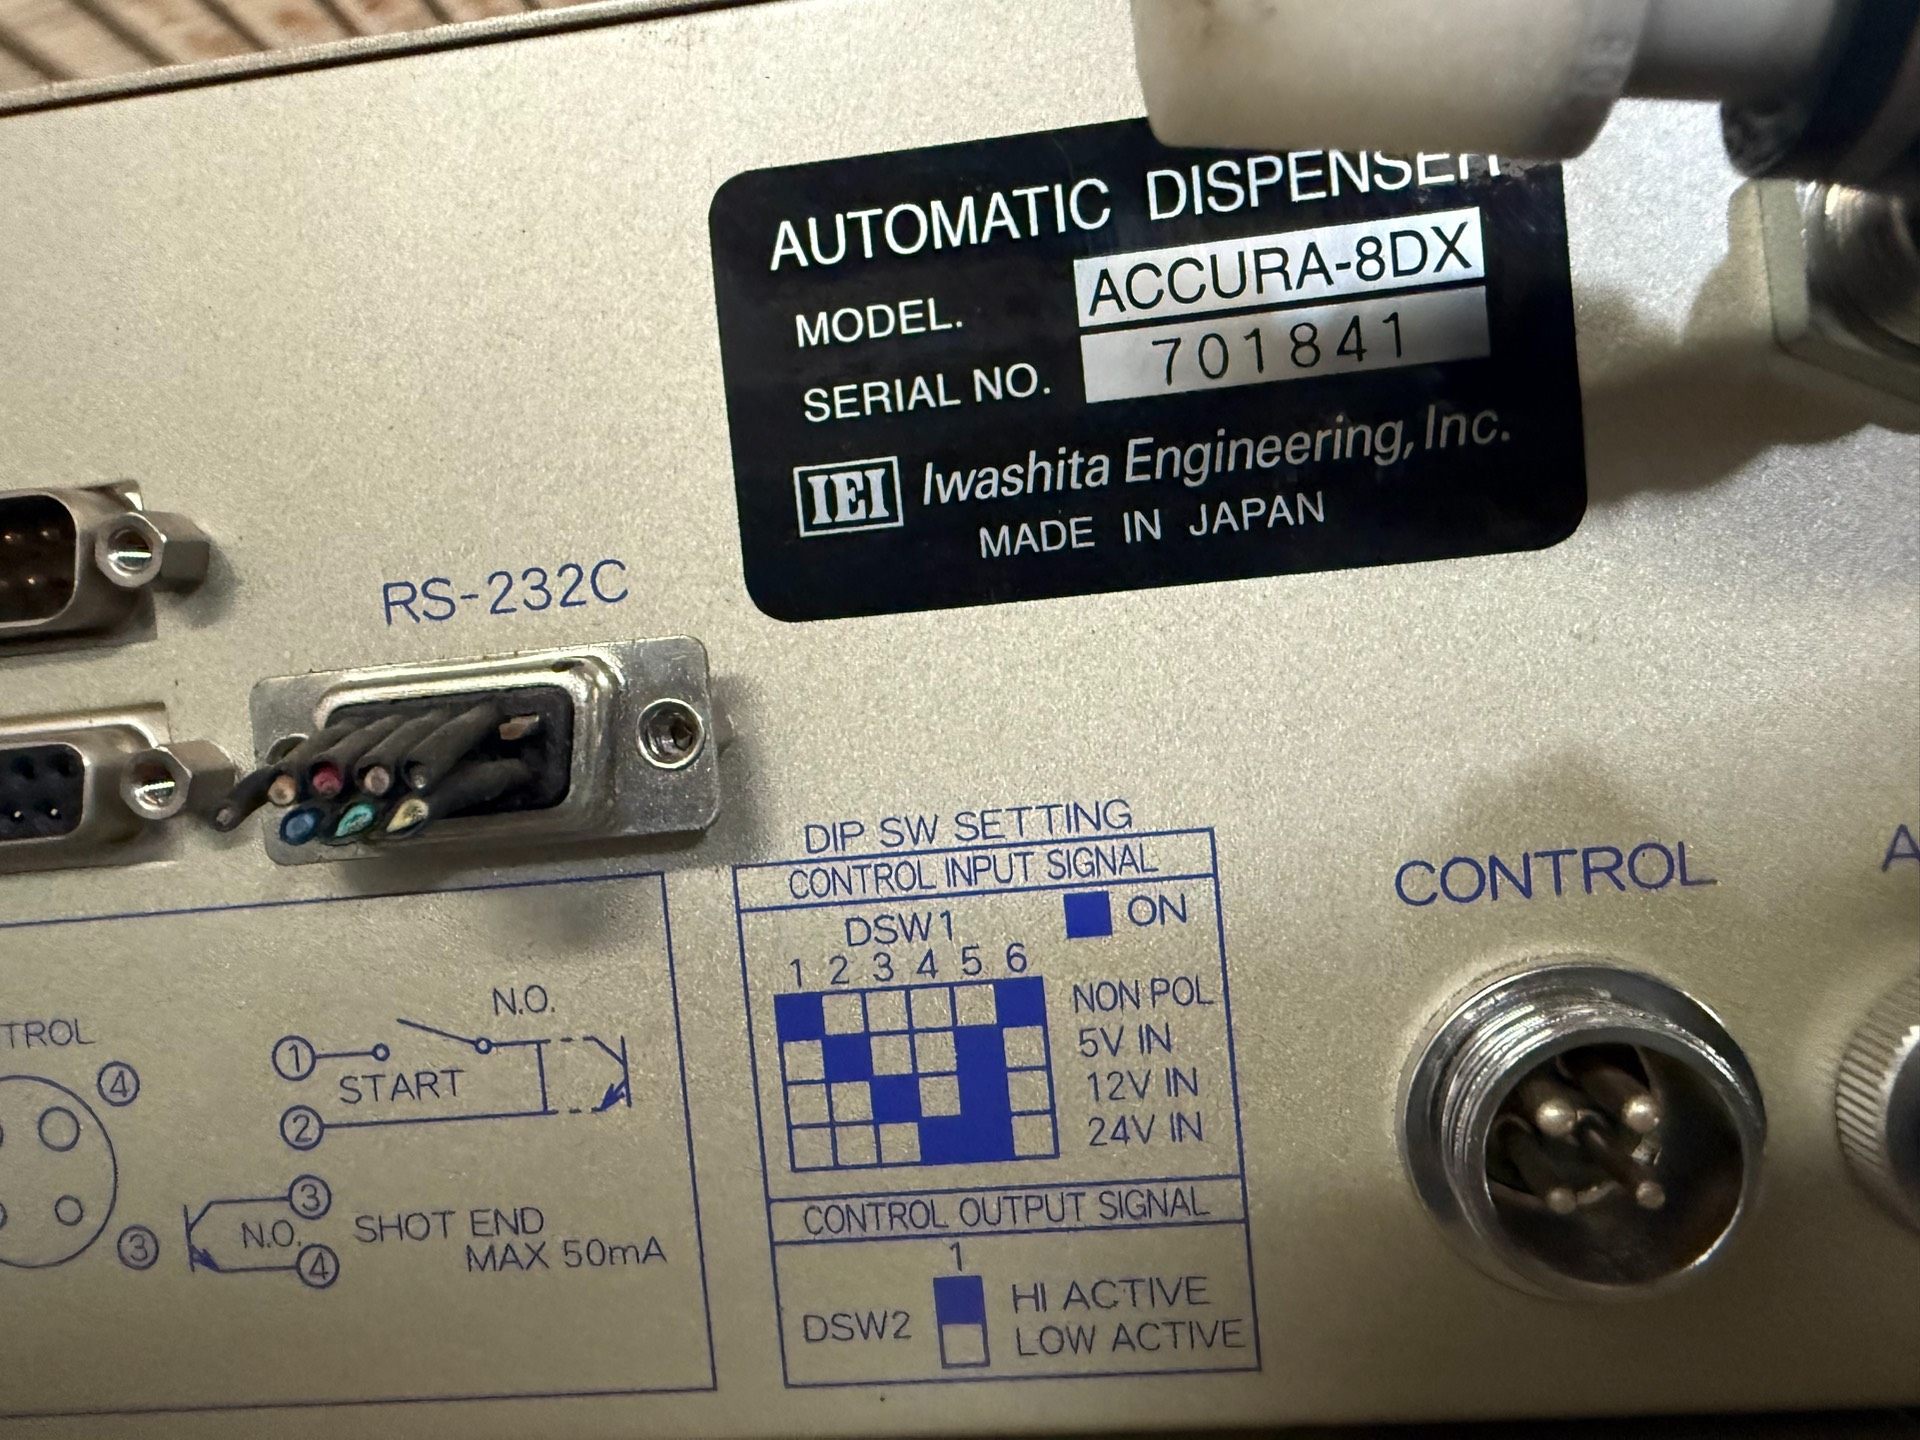 AUTOMATIC DISPENSER
MODEL. ACCURA-8DX
SERIAL NO. 701841
IEI Iwashita Engineering, Inc.
MADE IN JAPAN
RS-232C
DIP SW SETTING
CONTROL INPUT SIGNAL
DSW1 ON
1 2 3 4 5 6
NON POL
5V IN
12V IN
24V IN
CONTROL OUTPUT SIGNAL
1
DSW2
HI ACTIVE
LOW ACTIVE
CONTROL
A
TROL
④
③
N.O.
① START
②
③
N.O.
④
SHOT END
MAX 50mA